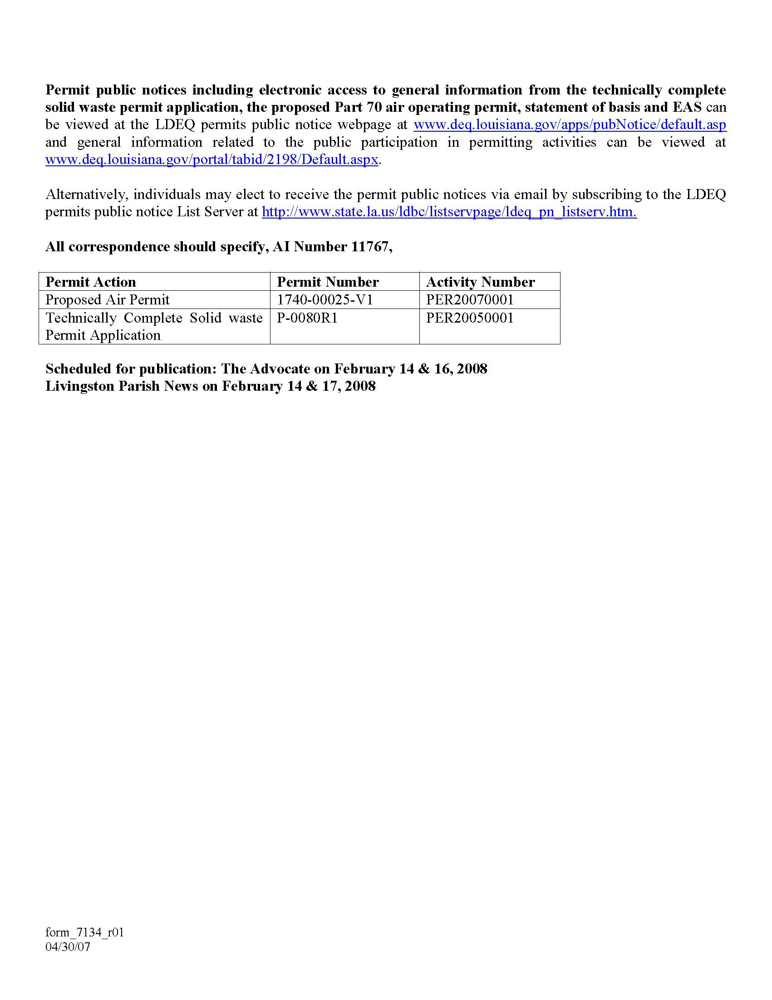 Permit public notices including electronic access to general information from the technically complete
solid waste permit application, the proposed Part 70 air operating permit, statement of basis and EAS can
be viewed at the LDEQ permits public notice webpage at www.deq.louisiana.gov/apps/pubNotice/default.asp
and general information related to the public participation in permitting activities can be viewed at
www.deq.louisiana.gov/portal/tabid/2198/Default.aspx.
Alternatively, individuals may elect to receive the permit public notices via email by subscribing to the LDEQ
permits public notice List Server at http://www.state.la.us/ldbc/listservpage/ldeq_pn_listserv.htm.
All correspondence should specify, AI Number 11767,
Permit Action Permit Number Activity Number
Proposed Air Permit 1740-00025-V1 PER20070001
Technically Complete Solid waste P-0080R1 PER20050001
Permit Application
Scheduled for publication: The Advocate on February 14 & 16, 2008
Livingston Parish News on February 14 & 17, 2008
form_7134_r01
04/30/07